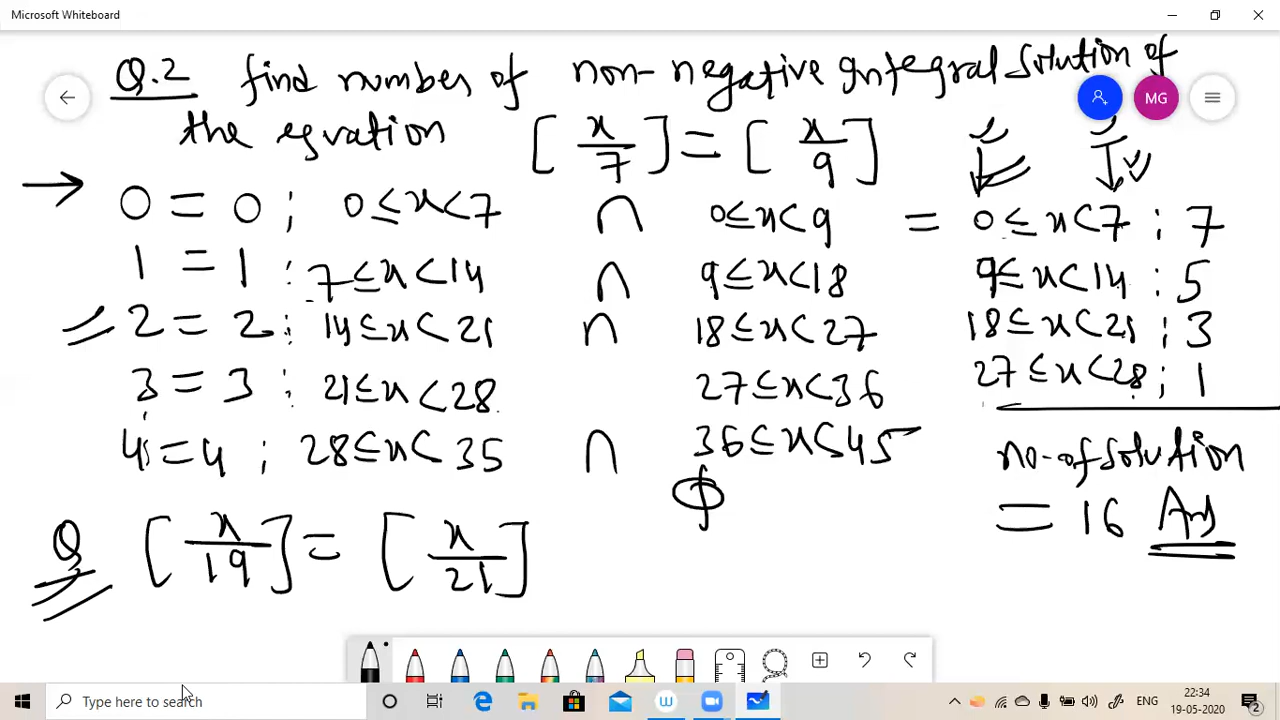 Microsoft Whiteboard
Q.2 find number of non-negative Integral solution of
the eqvation [x/7] = [x/9]
MG
→ 0 = 0 ; 0 ≤ x < 7 ∩ 0 ≤ x < 9 = 0 ≤ x < 7 ; 7
1 = 1 ; 7 ≤ x < 14 ∩ 9 ≤ x < 18 9 ≤ x < 14 : 5
2 = 2 ; 14 ≤ x < 21 ∩ 18 ≤ x < 27 18 ≤ x < 21 ; 3
3 = 3 : 21 ≤ x < 28 27 ≤ x < 36 27 ≤ x < 28 ; 1
4 = 4 ; 28 ≤ x < 35 ∩ 36 ≤ x < 45
ϕ
no-of solution
= 16 Ans
Q [x/19] = [x/21]
Type here to search
ENG
22:34
19-05-2020
2